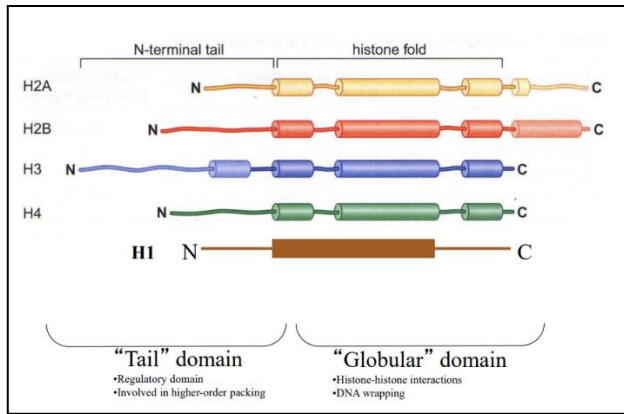 N-terminal tail histone fold
H2A N C
H2B N C
H3 N C
H4 N C
H1 N C
“Tail” domain “Globular” domain
•Regulatory domain •Histone-histone interactions
•Involved in higher-order packing •DNA wrapping